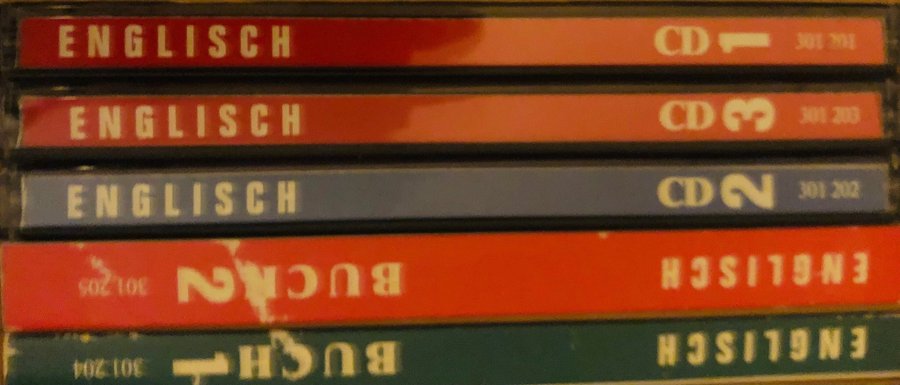 ENGLISCH CD 1 301 201
ENGLISCH CD 3 301 203
ENGLISCH CD 2 301 202
ENGLISCH BUCH 2 301 205
ENGLISCH BUCH 1 301 204